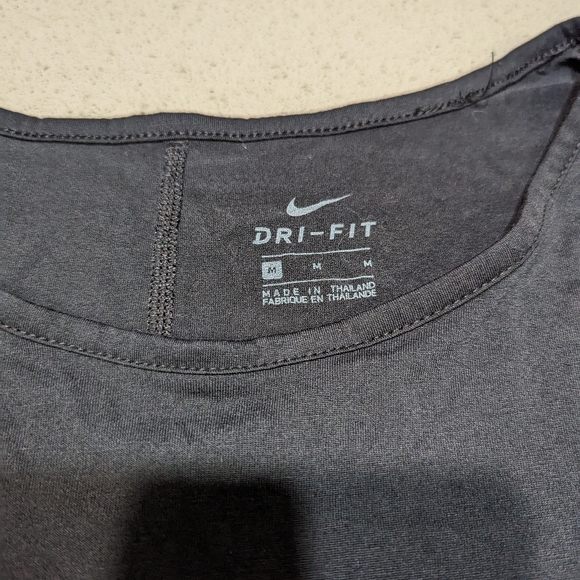 DRI-FIT
M M M
MADE IN THAILAND
FABRIQUE EN THAILANDE